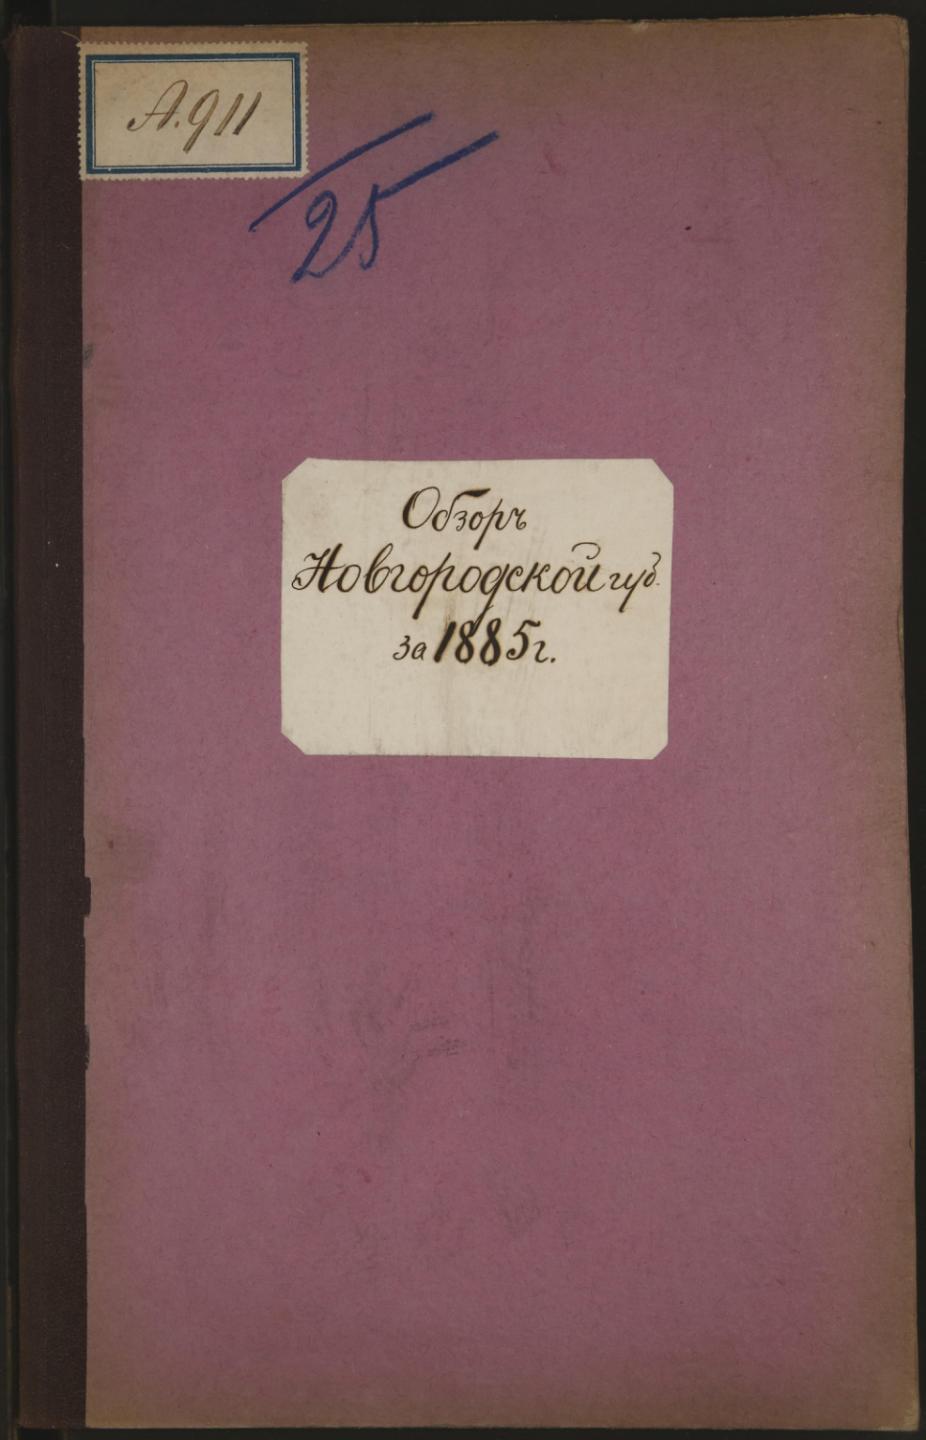 А.911
25
Обзоръ
Новгородской губ.
за 1885 г.